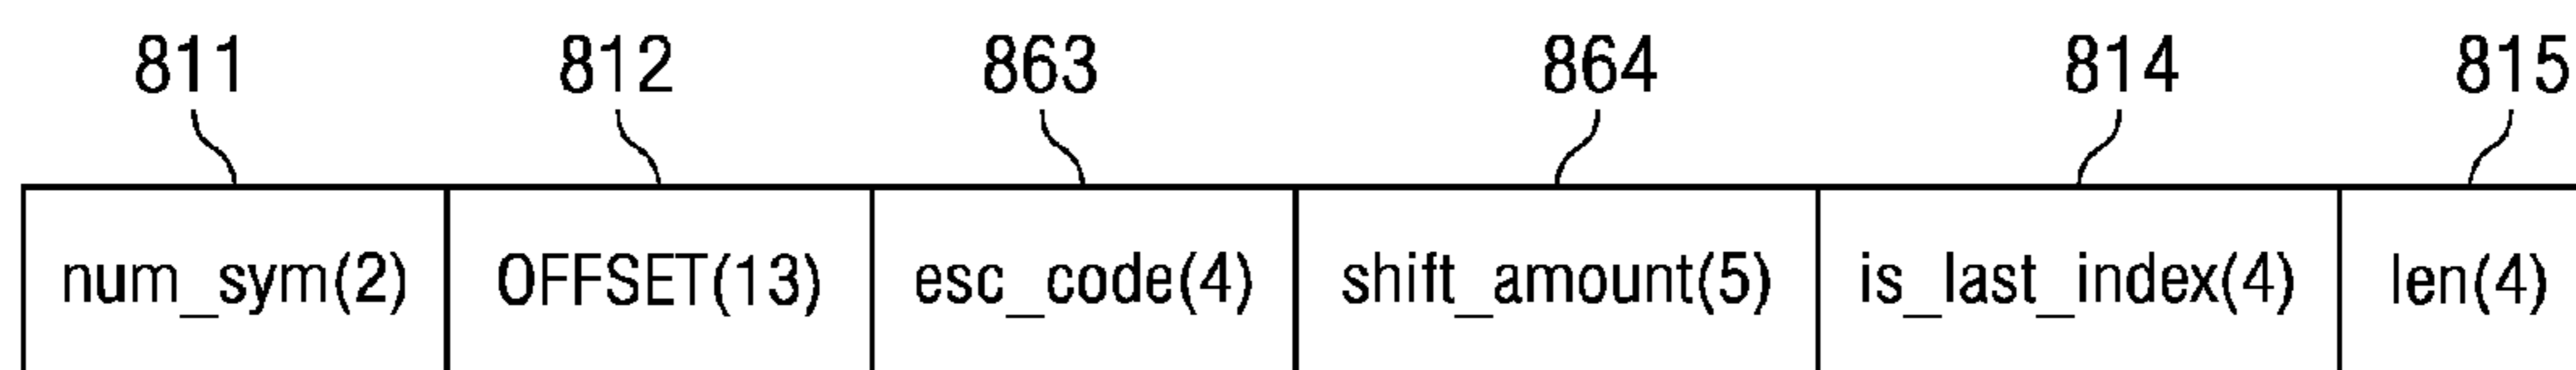 811 812 863 864 814 815
num_sym(2) OFFSET(13) esc_code(4) shift_amount(5) is_last_index(4) len(4)